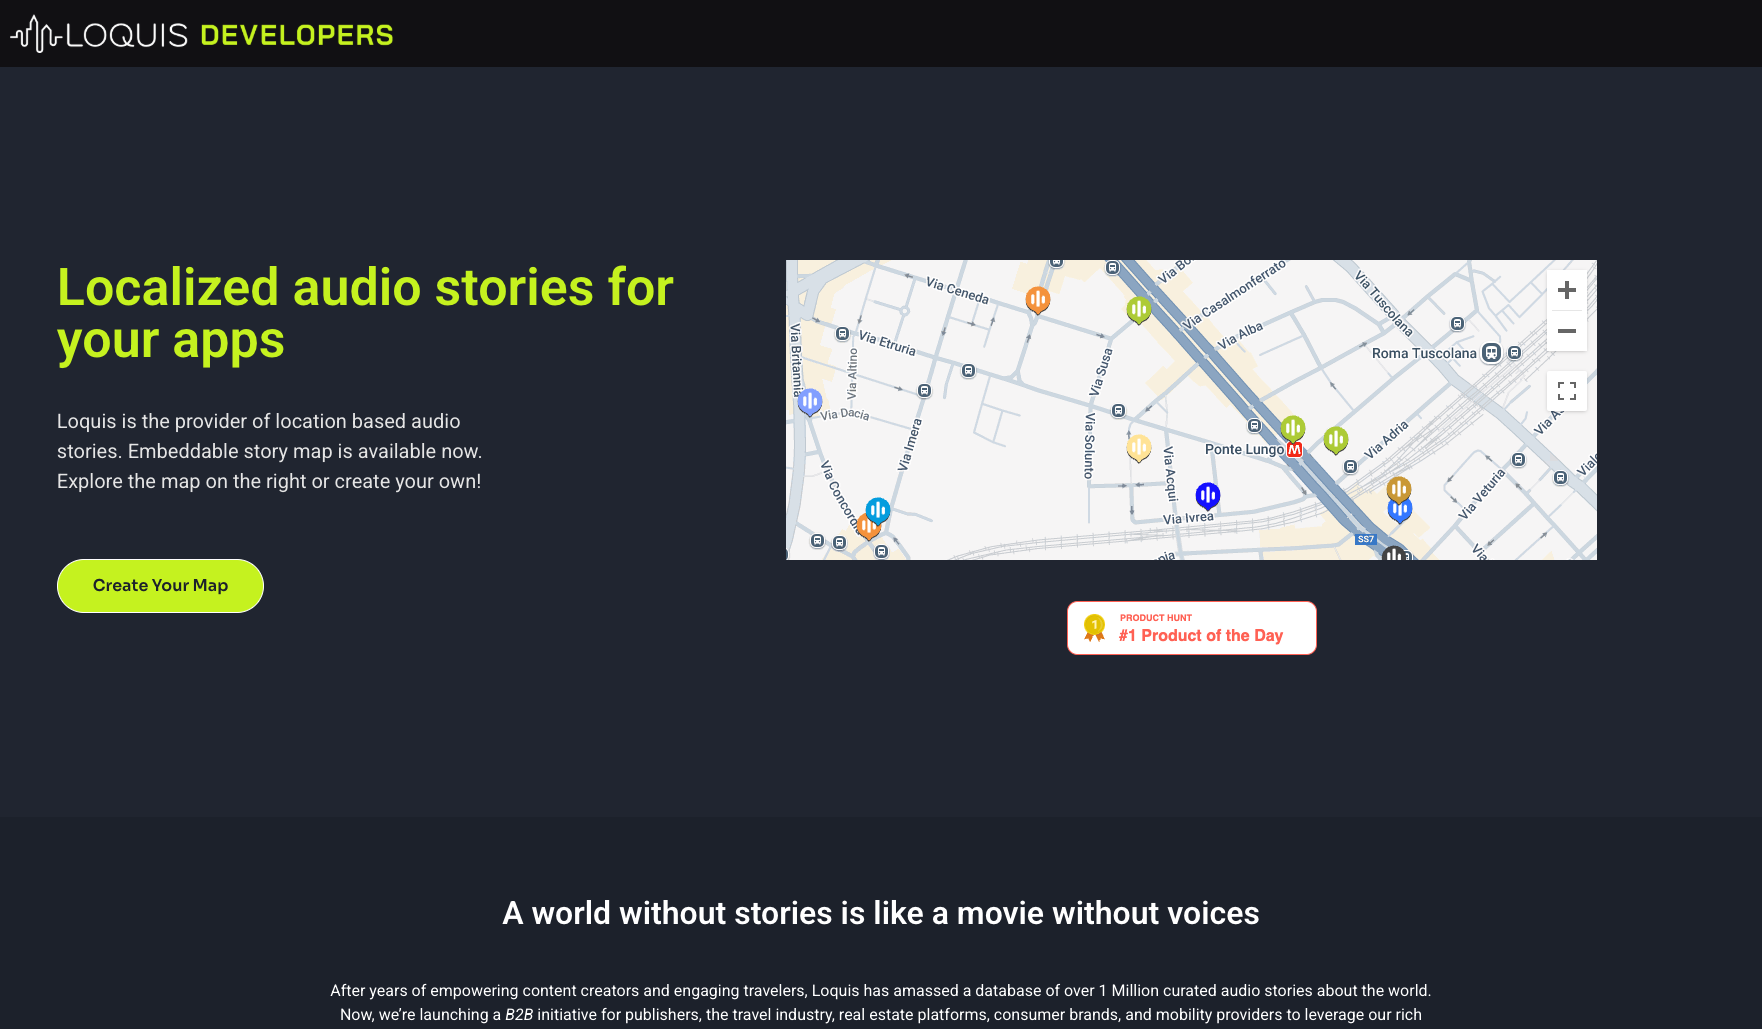 LOQUIS DEVELOPERS
Localized audio stories for
your apps
Loquis is the provider of location based audio
stories. Embeddable story map is available now.
Explore the map on the right or create your own!
Create Your Map
Via Ceneda
Via Bo
Via Casalmonferrato
Via Tuscolana
Via Britannia
Via Etruria
Via Altino
Via Susa
Via Alba
Roma Tuscolana
Via Dacia
Via Imera
Via Solunto
Via Acqui
Ponte Lungo
M
Via Adria
Via A
Viale
Via Concordia
Via Veturia
Via Ivrea
SS7
Via
pia
1
PRODUCT HUNT
#1 Product of the Day
A world without stories is like a movie without voices
After years of empowering content creators and engaging travelers, Loquis has amassed a database of over 1 Million curated audio stories about the world.
Now, we’re launching a B2B initiative for publishers, the travel industry, real estate platforms, consumer brands, and mobility providers to leverage our rich